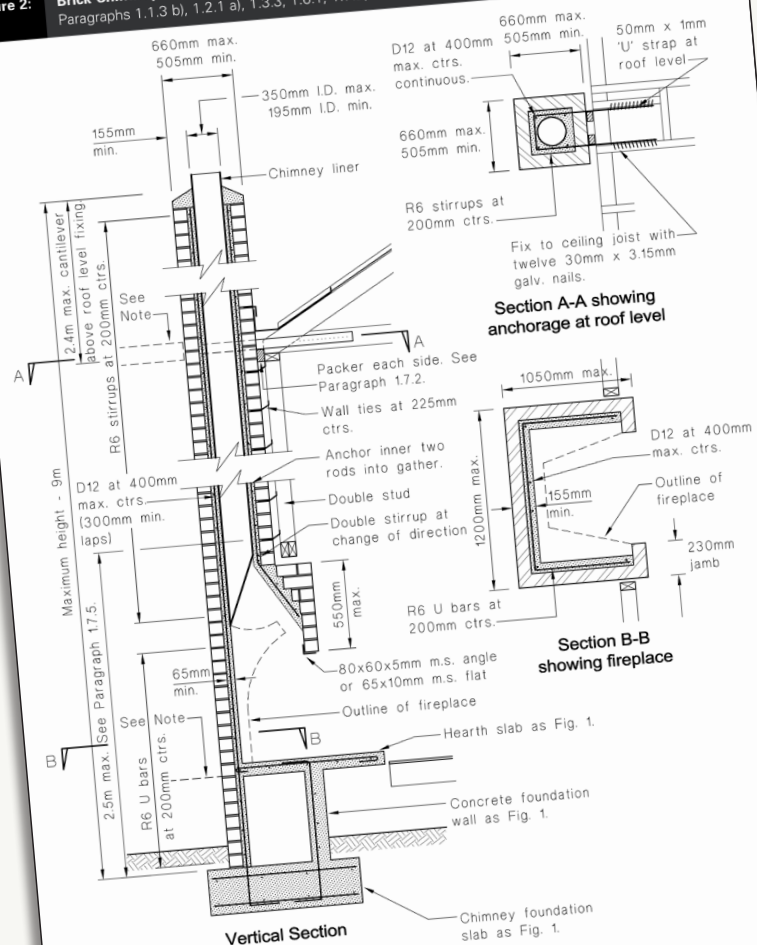 Figure 2:
Paragraphs 1.1.3 b), 1.2.1 a), 1.3.3,
660mm max.
505mm min.
350mm I.D. max.
195mm I.D. min.
155mm
min.
Chimney liner
2.4m max. cantilever
above roof level fixing.
R6 stirrups at 200mm ctrs.
See
Note
A
A
Packer each side. See
Paragraph 1.7.2.
Wall ties at 225mm
ctrs.
Anchor inner two
rods into gather.
Double stud
Double stirrup at
change of direction
D12 at 400mm
max. ctrs.
(300mm min.
laps)
Maximum height - 9m
2.5m max. See Paragraph 1.7.5.
550mm
max.
65mm
min.
80x60x5mm m.s. angle
or 65x10mm m.s. flat
Outline of fireplace
See Note
B
B
R6 U bars
at 200mm ctrs.
Hearth slab as Fig. 1.
Concrete foundation
wall as Fig. 1.
Chimney foundation
slab as Fig. 1.
Vertical Section
660mm max.
505mm min.
D12 at 400mm
max. ctrs.
continuous.
50mm x 1mm
'U' strap at
roof level
660mm max.
505mm min.
R6 stirrups at
200mm ctrs.
Fix to ceiling joist with
twelve 30mm x 3.15mm
galv. nails.
Section A-A showing
anchorage at roof level
1050mm max.
1200mm max.
D12 at 400mm
max. ctrs.
155mm
min.
Outline of
fireplace
230mm
jamb
R6 U bars at
200mm ctrs.
Section B-B
showing fireplace